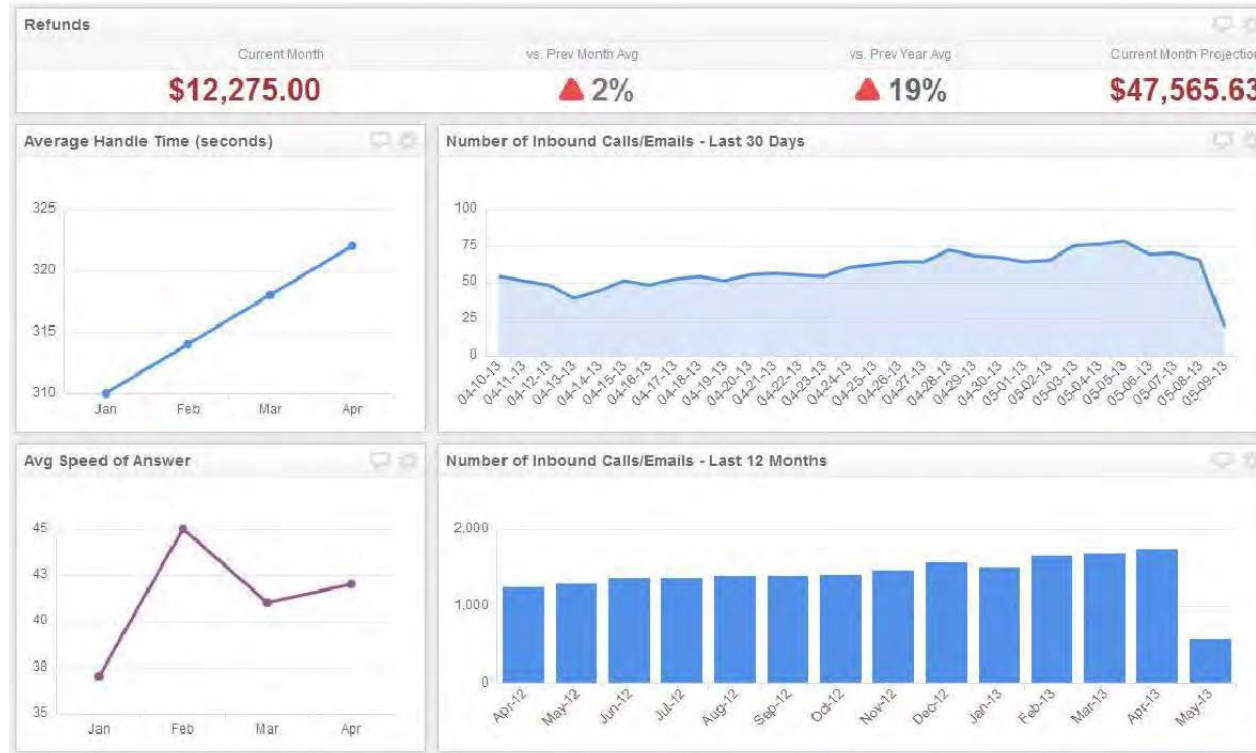 Refunds
Current Month vs. Prev Month Avg vs. Prev Year Avg Current Month Projection
$12,275.00 2% 19% $47,565.63
Average Handle Time (seconds)
325
320
315
310
Jan Feb Mar Apr
Number of Inbound Calls/Emails - Last 30 Days
100
75
50
25
0
04-10-13 04-11-13 04-12-13 04-13-13 04-14-13 04-15-13 04-16-13 04-17-13 04-18-13 04-19-13 04-20-13 04-21-13 04-22-13 04-23-13 04-24-13 04-25-13 04-26-13 04-27-13 04-28-13 04-29-13 04-30-13 05-01-13 05-02-13 05-03-13 05-04-13 05-05-13 05-06-13 05-07-13 05-08-13 05-09-13
Avg Speed of Answer
45
43
40
38
35
Jan Feb Mar Apr
Number of Inbound Calls/Emails - Last 12 Months
2,000
1,000
0
Apr-12 May-12 Jun-12 Jul-12 Aug-12 Sep-12 Oct-12 Nov-12 Dec-12 Jan-13 Feb-13 Mar-13 Apr-13 May-13